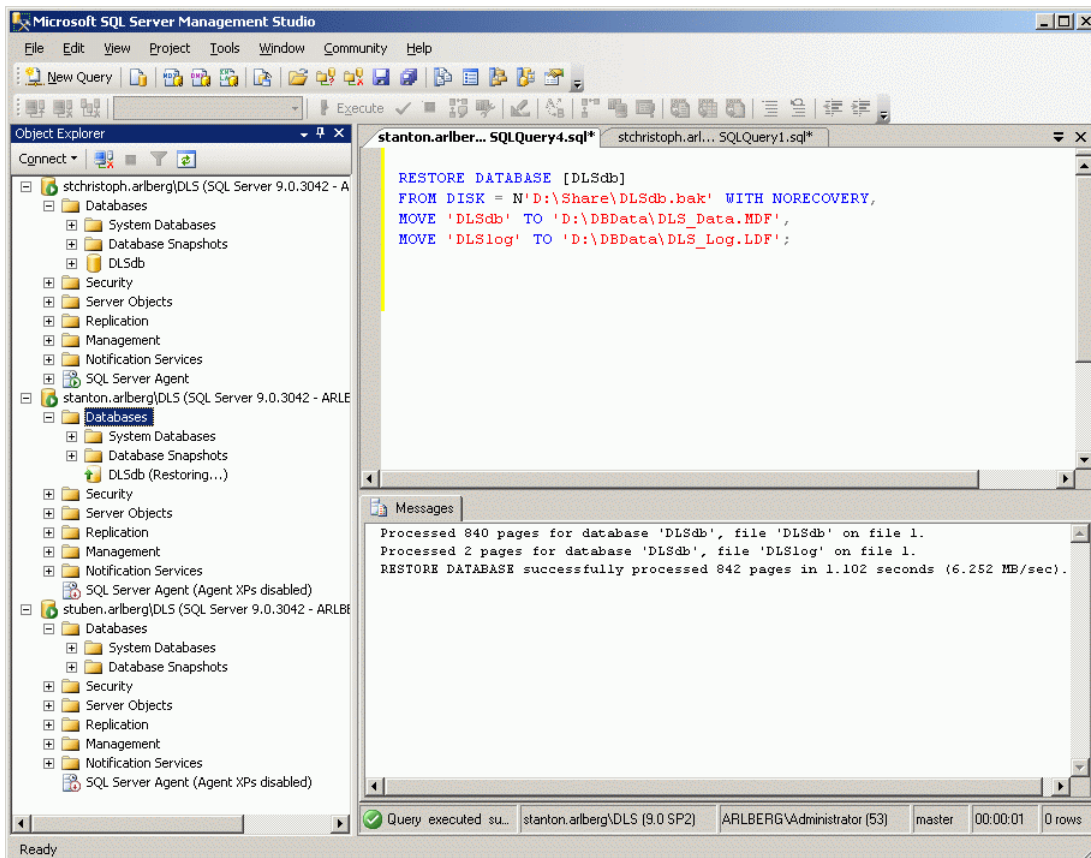 Microsoft SQL Server Management Studio
File Edit View Project Tools Window Community Help
New Query
Execute
Object Explorer
Connect
stchristoph.arlberg\DLS (SQL Server 9.0.3042 - A
Databases
System Databases
Database Snapshots
DLSdb
Security
Server Objects
Replication
Management
Notification Services
SQL Server Agent
stanton.arlberg\DLS (SQL Server 9.0.3042 - ARLE
Databases
System Databases
Database Snapshots
DLSdb (Restoring...)
Security
Server Objects
Replication
Management
Notification Services
SQL Server Agent (Agent XPs disabled)
stuben.arlberg\DLS (SQL Server 9.0.3042 - ARLBE
Databases
System Databases
Database Snapshots
Security
Server Objects
Replication
Management
Notification Services
SQL Server Agent (Agent XPs disabled)
stanton.arlber... SQLQuery4.sql* stchristoph.arl... SQLQuery1.sql*
RESTORE DATABASE [DLSdb]
FROM DISK = N'D:\Share\DLSdb.bak' WITH NORECOVERY,
MOVE 'DLSdb' TO 'D:\DBData\DLS_Data.MDF',
MOVE 'DLSlog' TO 'D:\DBData\DLS_Log.LDF';
Messages
Processed 840 pages for database 'DLSdb', file 'DLSdb' on file 1.
Processed 2 pages for database 'DLSdb', file 'DLSlog' on file 1.
RESTORE DATABASE successfully processed 842 pages in 1.102 seconds (6.252 MB/sec).
Query executed su... stanton.arlberg\DLS (9.0 SP2) ARLBERG\Administrator (53) master 00:00:01 0 rows
Ready